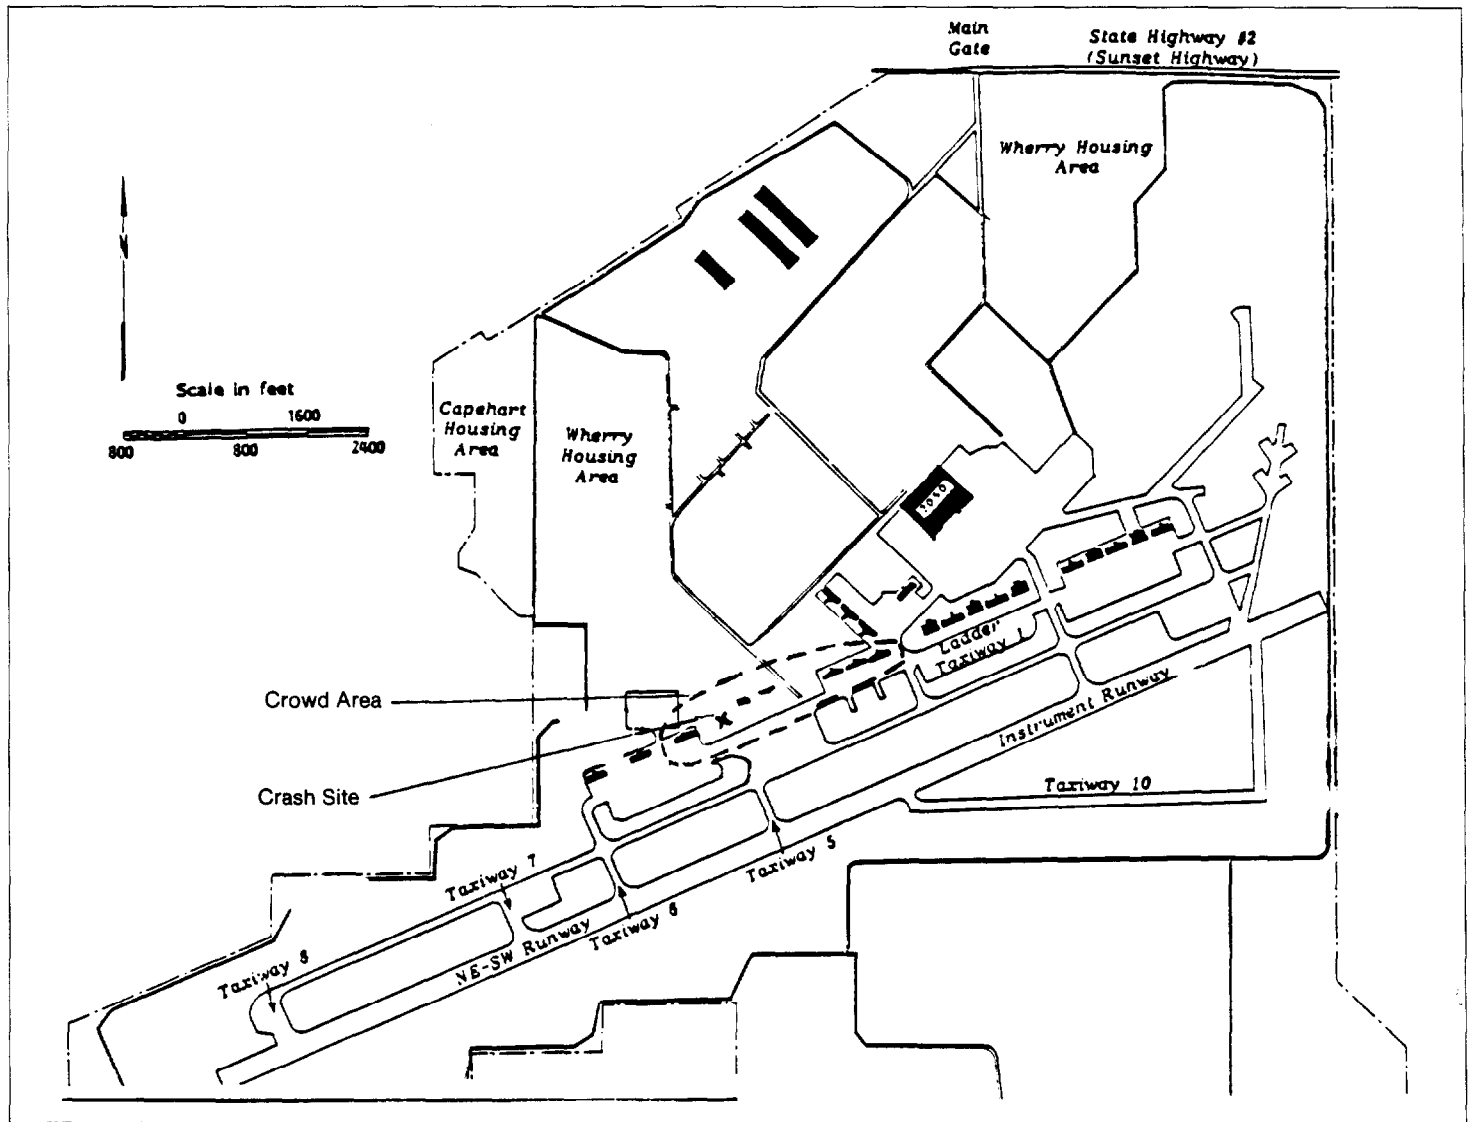 Main
Gate
State Highway #2
(Sunset Highway)
Wherry Housing
Area
Scale in feet
0 1600
800 800 2400
Capehart
Housing
Area
Wherry
Housing
Area
Ladder
Taxiway 1
Crowd Area
Instrument Runway
Crash Site
Taxiway 10
Taxiway 5
Taxiway 7
Taxiway 6
NE-SW Runway
Taxiway 8